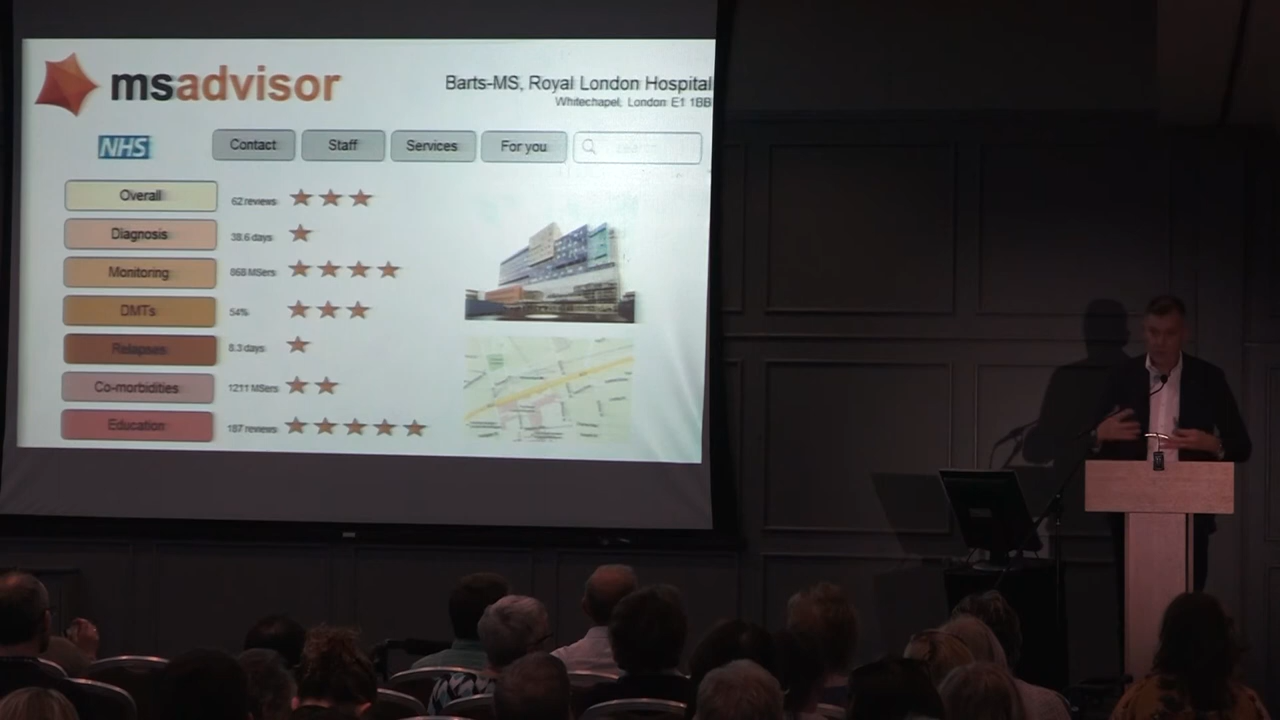 msadvisor
Barts-MS, Royal London Hospital
Whitechapel, London E1 1BB
NHS
Contact
Staff
Services
For you
Overall
62 reviews
Diagnosis
38.6 days
Monitoring
868 MSers
DMTs
54%
Relapses
8.3 days
Co-morbidities
1211 MSers
Education
187 reviews